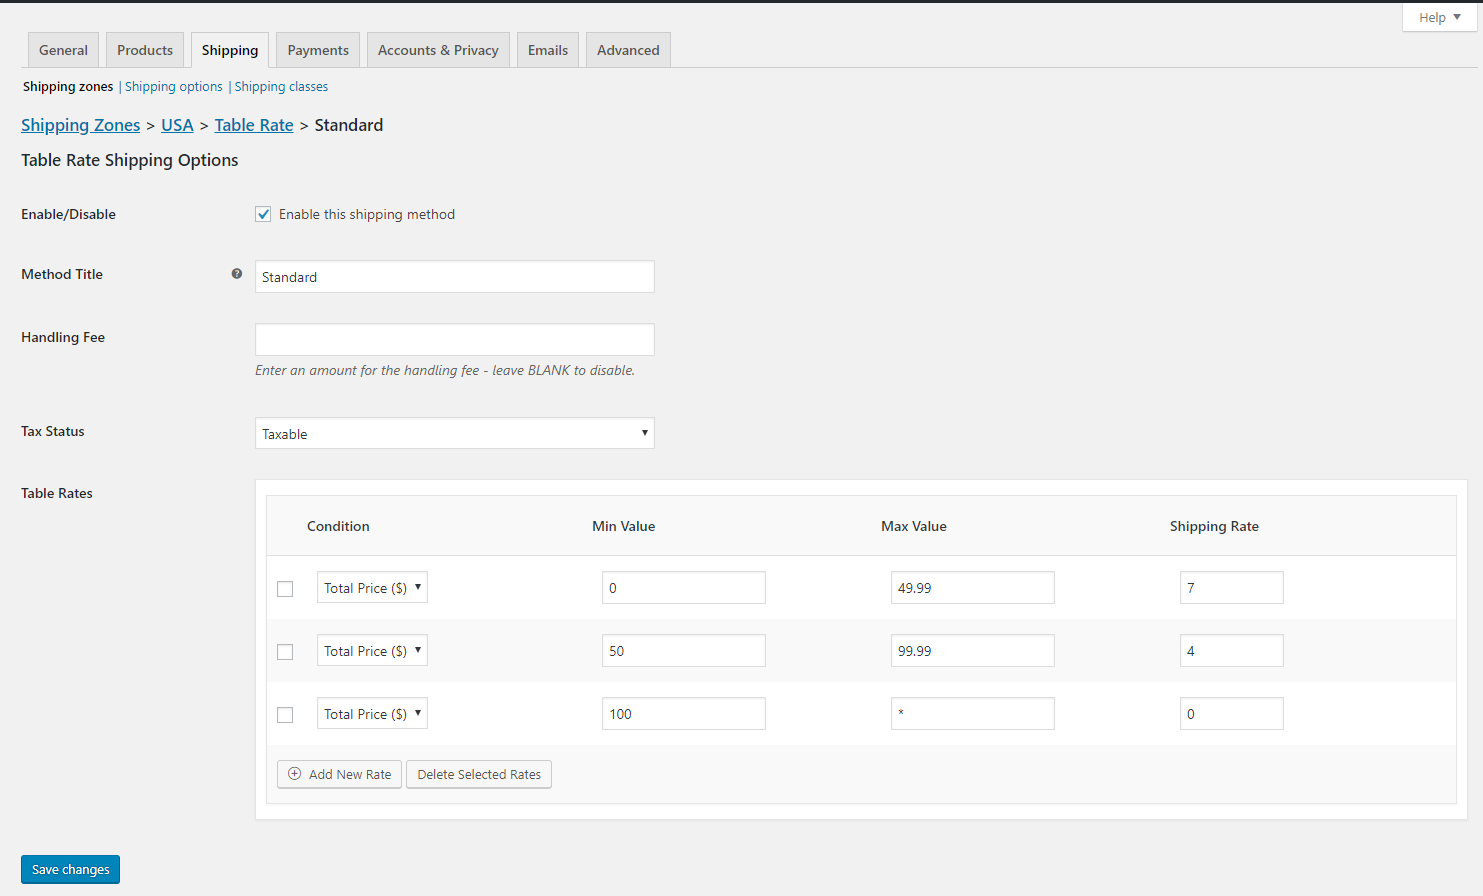 Help ▼
General Products Shipping Payments Accounts & Privacy Emails Advanced
Shipping zones | Shipping options | Shipping classes
Shipping Zones > USA > Table Rate > Standard
Table Rate Shipping Options
Enable/Disable Enable this shipping method
Method Title ? Standard
Handling Fee
Enter an amount for the handling fee - leave BLANK to disable.
Tax Status Taxable
Table Rates
Condition Min Value Max Value Shipping Rate
Total Price ($) 0 49.99 7
Total Price ($) 50 99.99 4
Total Price ($) 100 * 0
Add New Rate Delete Selected Rates
Save changes